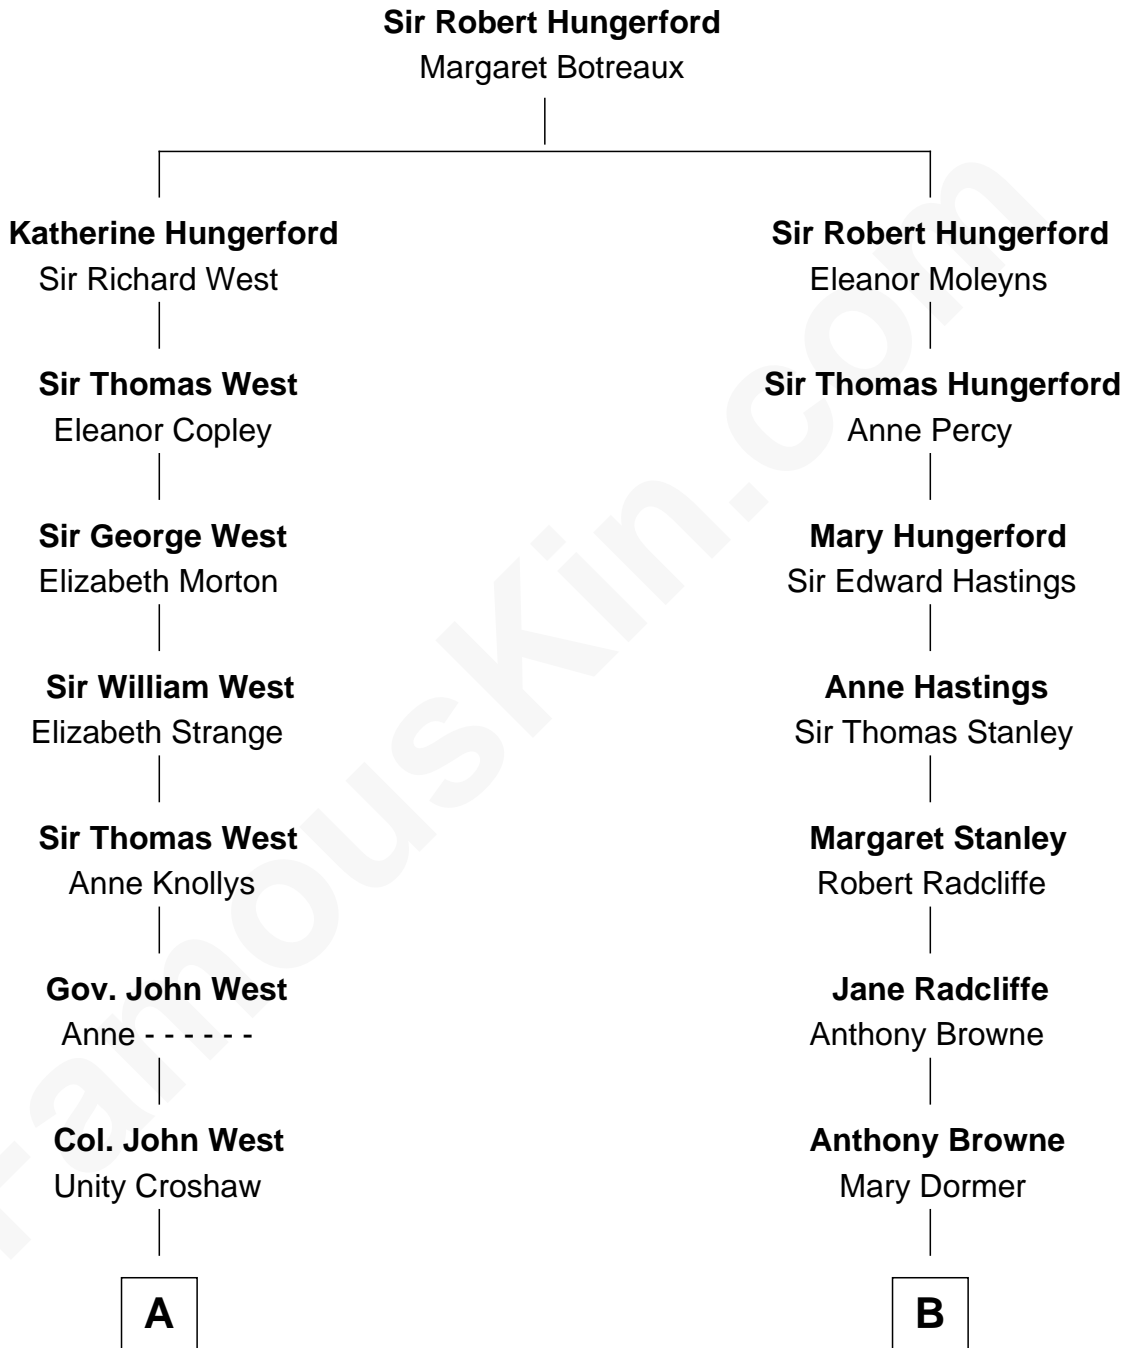 Sir Robert Hungerford
Margaret Botreaux
Katherine Hungerford
Sir Richard West
Sir Robert Hungerford
Eleanor Moleyns
Sir Thomas West
Eleanor Copley
Sir Thomas Hungerford
Anne Percy
Sir George West
Elizabeth Morton
Mary Hungerford
Sir Edward Hastings
Sir William West
Elizabeth Strange
Anne Hastings
Sir Thomas Stanley
Sir Thomas West
Anne Knollys
Margaret Stanley
Robert Radcliffe
Gov. John West
Anne - - - - - -
Jane Radcliffe
Anthony Browne
Col. John West
Unity Croshaw
Anthony Browne
Mary Dormer
A
B
FamousKin.com